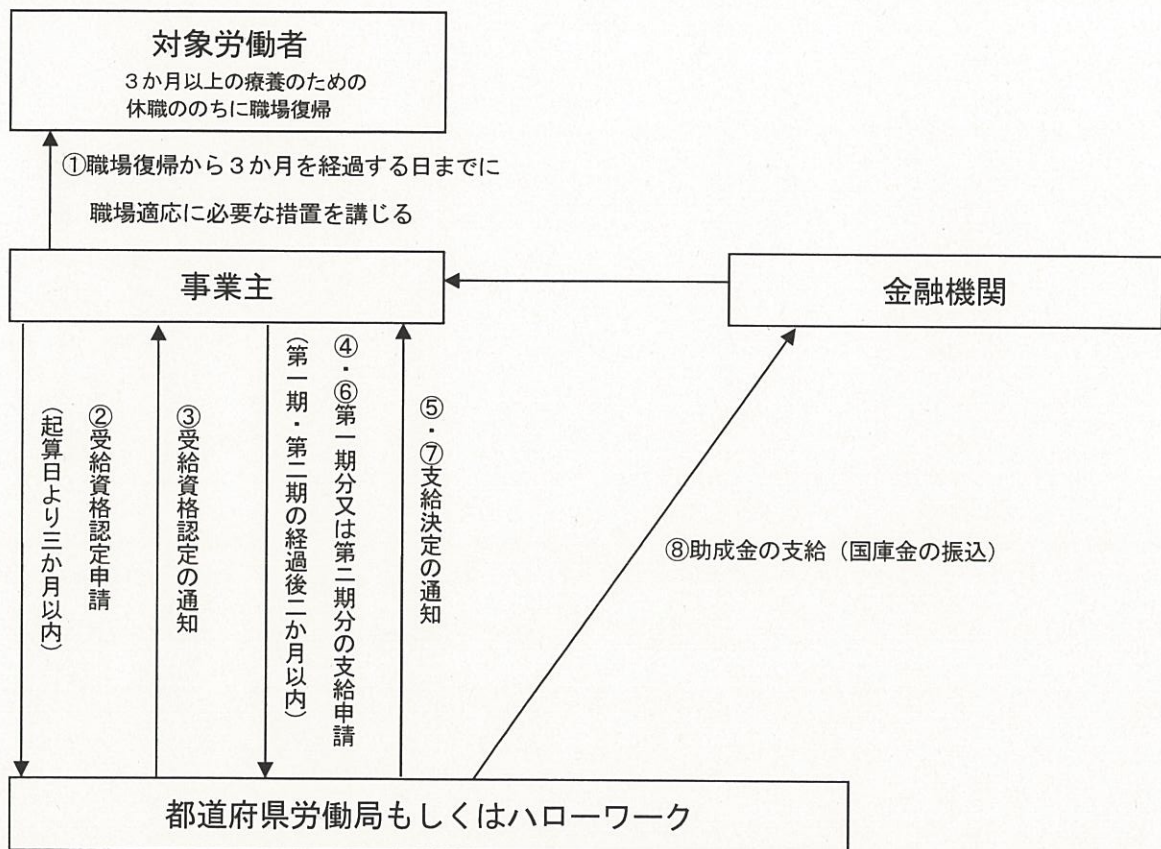 対象労働者
３か月以上の療養のための
休職ののちに職場復帰
①職場復帰から３か月を経過する日までに
職場適応に必要な措置を講じる
事業主
金融機関
②受給資格認定申請
（起算日より三か月以内）
③受給資格認定の通知
④・⑥第一期分又は第二期分の支給申請
（第一期・第二期の経過後二か月以内）
⑤・⑦支給決定の通知
⑧助成金の支給（国庫金の振込）
都道府県労働局もしくはハローワーク